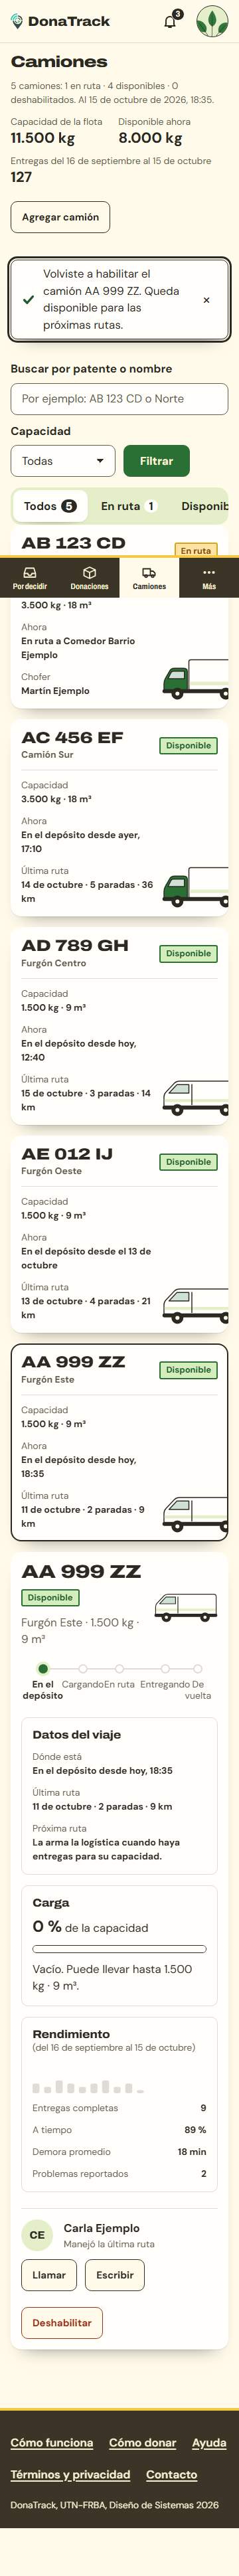 DonaTrack
3
Camiones
5 camiones: 1 en ruta · 4 disponibles · 0
deshabilitados. Al 15 de octubre de 2026, 18:35.
Capacidad de la flota
11.500 kg
Disponible ahora
8.000 kg
Entregas del 16 de septiembre al 15 de octubre
127
Agregar camión
Volviste a habilitar el
camión AA 999 ZZ. Queda
disponible para las
próximas rutas.
Buscar por patente o nombre
Por ejemplo: AB 123 CD o Norte
Capacidad
Todas
Filtrar
Todos 5
En ruta 1
Disponib
AB 123 CD
En ruta
Por decidir
Donaciones
Camiones
Más
3.500 kg · 18 m³
Ahora
En ruta a Comedor Barrio
Ejemplo
Chofer
Martín Ejemplo
AC 456 EF
Disponible
Camión Sur
Capacidad
3.500 kg · 18 m³
Ahora
En el depósito desde ayer,
17:10
Última ruta
14 de octubre · 5 paradas · 36
km
AD 789 GH
Disponible
Furgón Centro
Capacidad
1.500 kg · 9 m³
Ahora
En el depósito desde hoy,
12:40
Última ruta
15 de octubre · 3 paradas · 14
km
AE 012 IJ
Disponible
Furgón Oeste
Capacidad
1.500 kg · 9 m³
Ahora
En el depósito desde el 13 de
octubre
Última ruta
13 de octubre · 4 paradas · 21
km
AA 999 ZZ
Disponible
Furgón Este
Capacidad
1.500 kg · 9 m³
Ahora
En el depósito desde hoy,
18:35
Última ruta
11 de octubre · 2 paradas · 9
km
AA 999 ZZ
Disponible
Furgón Este · 1.500 kg ·
9 m³
En el
depósito
Cargando
En ruta
Entregando
De
vuelta
Datos del viaje
Dónde está
En el depósito desde hoy, 18:35
Última ruta
11 de octubre · 2 paradas · 9 km
Próxima ruta
La arma la logística cuando haya
entregas para su capacidad.
Carga
0 % de la capacidad
Vacío. Puede llevar hasta 1.500
kg · 9 m³.
Rendimiento
(del 16 de septiembre al 15 de octubre)
Entregas completas 9
A tiempo 89 %
Demora promedio 18 min
Problemas reportados 2
CE
Carla Ejemplo
Manejó la última ruta
Llamar
Escribir
Deshabilitar
Cómo funciona
Cómo donar
Ayuda
Términos y privacidad
Contacto
DonaTrack, UTN-FRBA, Diseño de Sistemas 2026